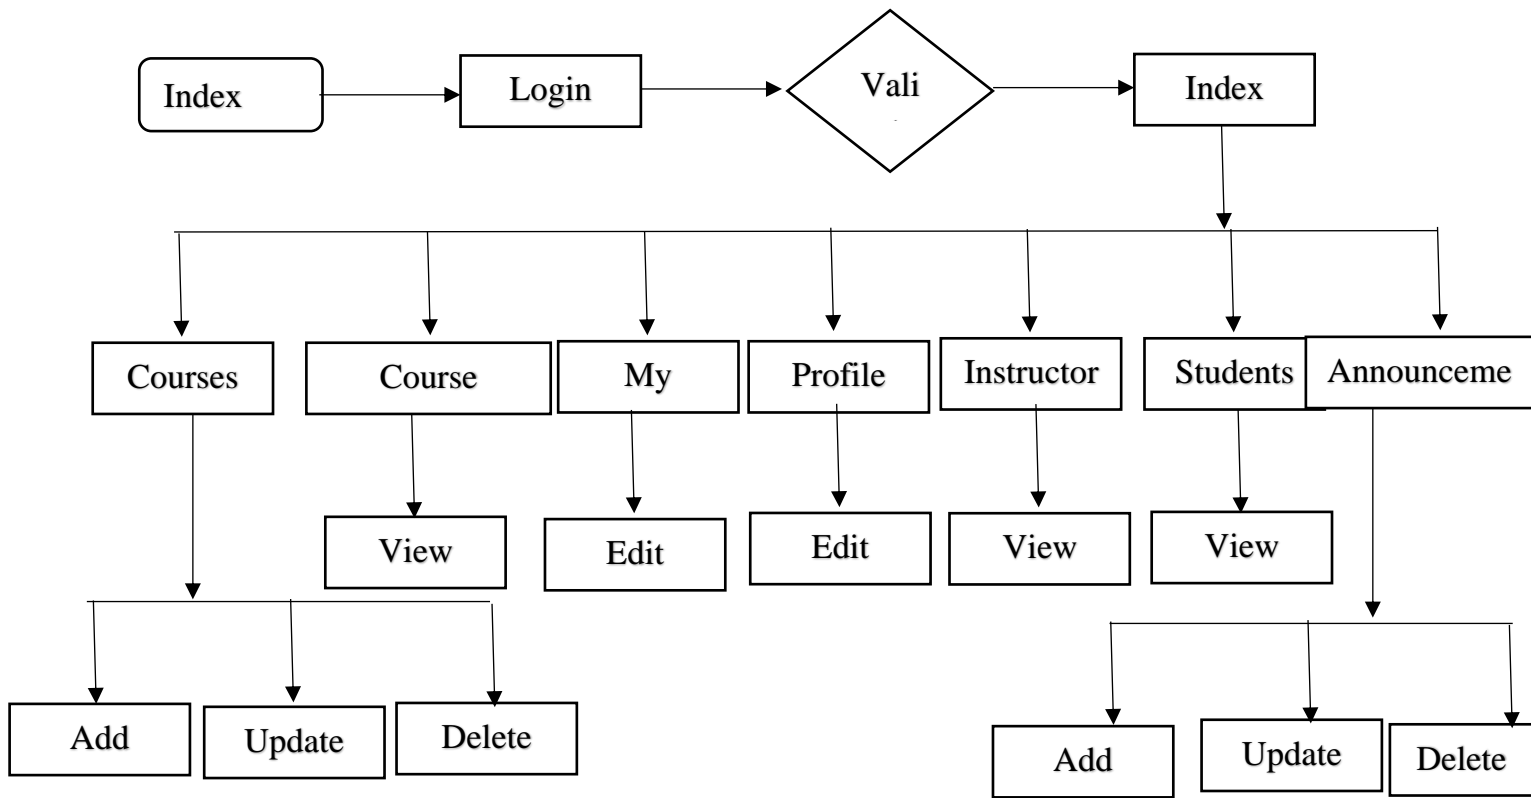 Index
Login
Vali
Index
Courses
Course
My
Profile
Instructor
Students
Announceme
View
Edit
Edit
View
View
Add
Update
Delete
Add
Update
Delete